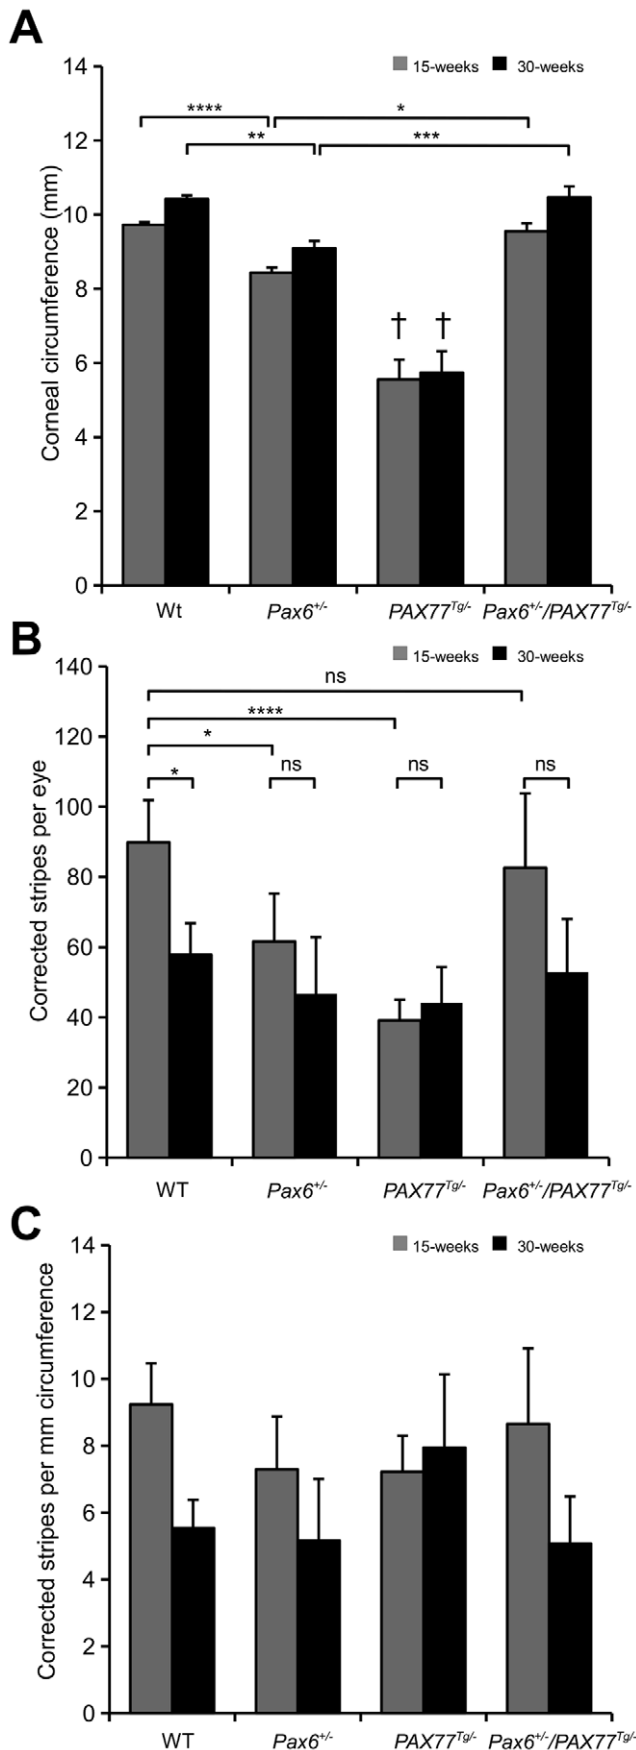 A
14
12
10
8
6
4
2
0
Corneal circumference (mm)
15-weeks 30-weeks
**** *
** ***
† †
Wt Pax6+/- PAX77Tg/- Pax6+/-/PAX77Tg/-
B
140
120
100
80
60
40
20
0
Corrected stripes per eye
15-weeks 30-weeks
ns
****
*
* ns ns ns
WT Pax6+/- PAX77Tg/- Pax6+/-/PAX77Tg/-
C
14
12
10
8
6
4
2
0
Corrected stripes per mm circumference
15-weeks 30-weeks
WT Pax6+/- PAX77Tg/- Pax6+/-/PAX77Tg/-